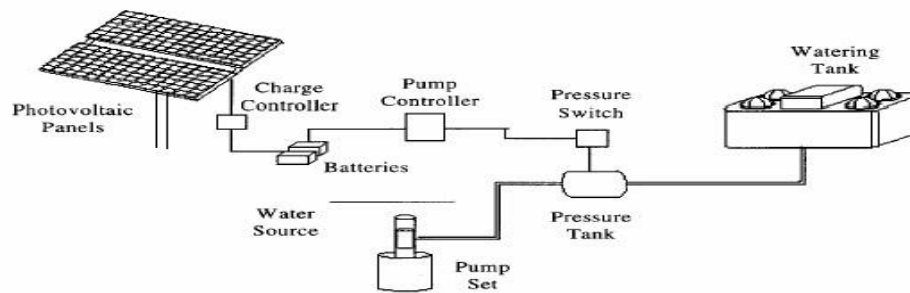 Watering
Tank
Charge
Controller
Pump
Controller
Pressure
Switch
Photovoltaic
Panels
Batteries
Water
Source
Pressure
Tank
Pump
Set